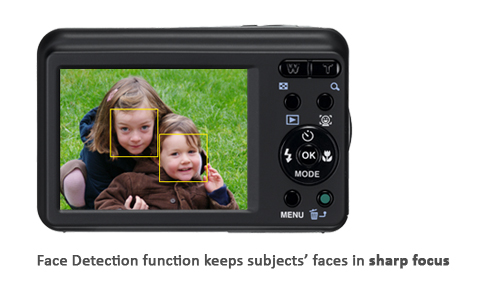 W T
OK
MODE
MENU
Face Detection function keeps subjects’ faces in sharp focus